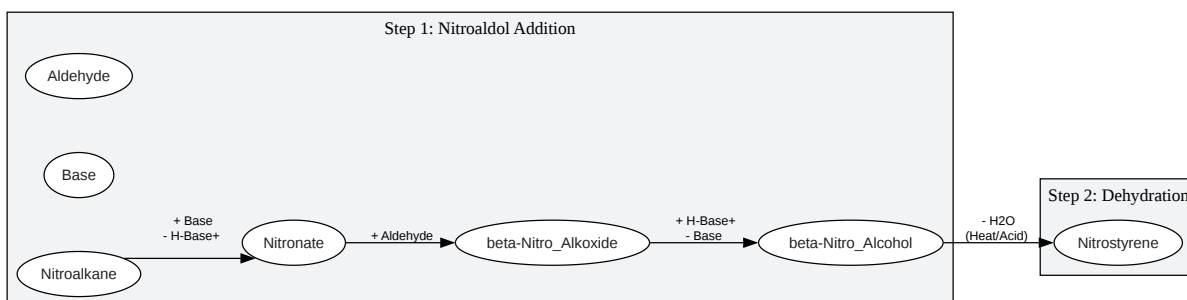 Step 1: Nitroaldol Addition
Aldehyde
Base
Nitroalkane
+ Base
- H-Base+
Nitronate
+ Aldehyde
beta-Nitro_Alkoxide
+ H-Base+
- Base
beta-Nitro_Alcohol
- H2O
(Heat/Acid)
Step 2: Dehydration
Nitrostyrene